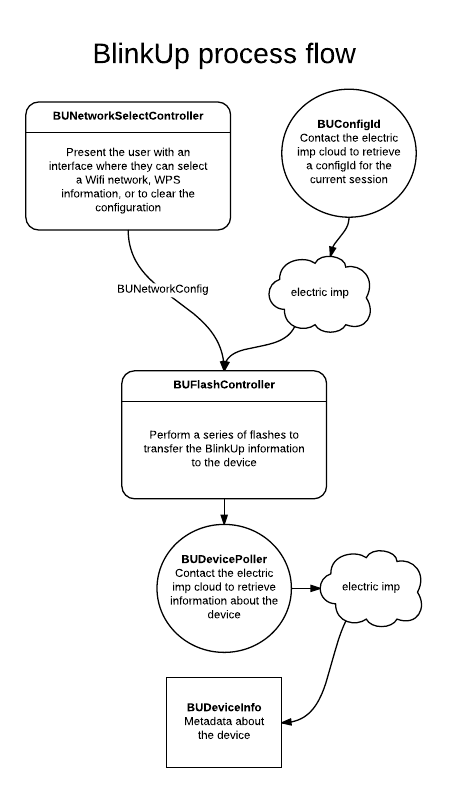 BlinkUp process flow
BUNetworkSelectController
Present the user with an
interface where they can select
a Wifi network, WPS
information, or to clear the
configuration
BUConfigId
Contact the electric
imp cloud to retrieve
a configId for the
current session
electric imp
BUNetworkConfig
BUFlashController
Perform a series of flashes to
transfer the BlinkUp information
to the device
BUDevicePoller
Contact the electric
imp cloud to retrieve
information about the
device
electric imp
BUDeviceInfo
Metadata about
the device